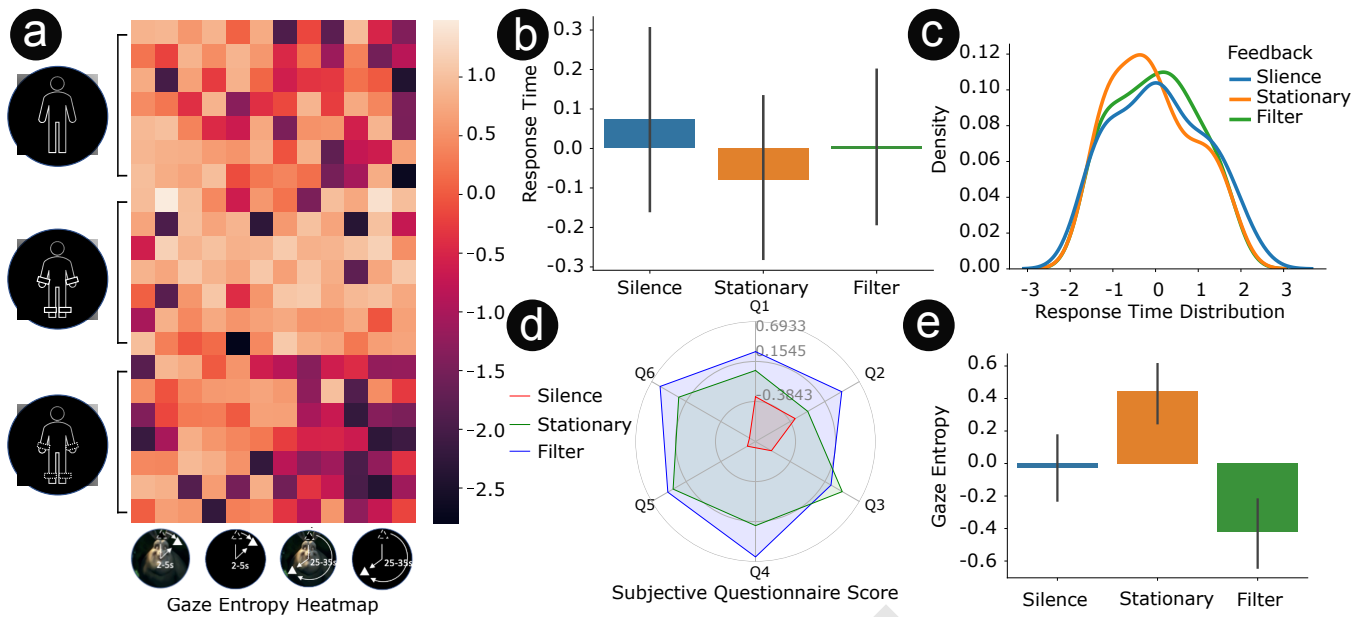 a
1.0
0.5
0.0
−0.5
−1.0
−1.5
−2.0
−2.5
2-5s
2-5s
25-35s
25-35s
Gaze Entropy Heatmap
b
Response Time
0.3
0.2
0.1
0.0
-0.1
-0.2
-0.3
Silence
Stationary
Filter
c
Density
0.12
0.10
0.08
0.06
0.04
0.02
0.00
Feedback
Slience
Stationary
Filter
-3
-2
-1
0
1
2
3
Response Time Distribution
d
Q1
0.6933
0.1545
-0.3843
Q2
Q3
Q4
Q5
Q6
Silence
Stationary
Filter
Subjective Questionnaire Score
e
Gaze Entropy
0.6
0.4
0.2
0.0
-0.2
-0.4
-0.6
Silence
Stationary
Filter